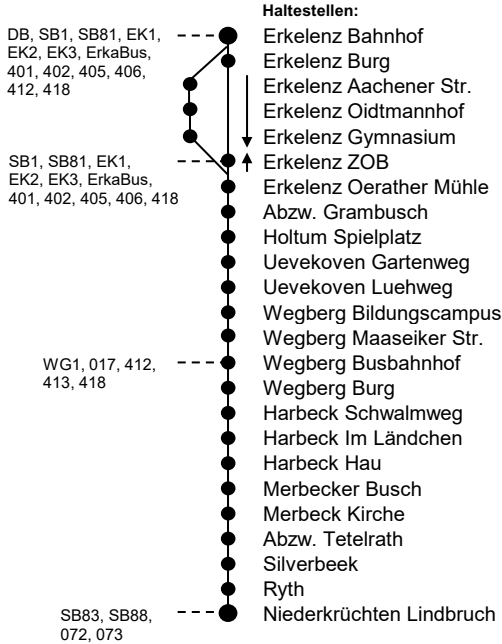 Haltestellen:
DB, SB1, SB81, EK1,
EK2, EK3, ErkaBus,
401, 402, 405, 406,
412, 418
Erkelenz Bahnhof
Erkelenz Burg
Erkelenz Aachener Str.
Erkelenz Oidtmannhof
Erkelenz Gymnasium
SB1, SB81, EK1,
EK2, EK3, ErkaBus,
401, 402, 405, 406, 418
Erkelenz ZOB
Erkelenz Oerather Mühle
Abzw. Grambusch
Holtum Spielplatz
Uevekoven Gartenweg
Uevekoven Luehweg
Wegberg Bildungscampus
Wegberg Maaseiker Str.
WG1, 017, 412,
413, 418
Wegberg Busbahnhof
Wegberg Burg
Harbeck Schwalmweg
Harbeck Im Ländchen
Harbeck Hau
Merbecker Busch
Merbeck Kirche
Abzw. Tetelrath
Silverbeek
Ryth
SB83, SB88,
072, 073
Niederkrüchten Lindbruch